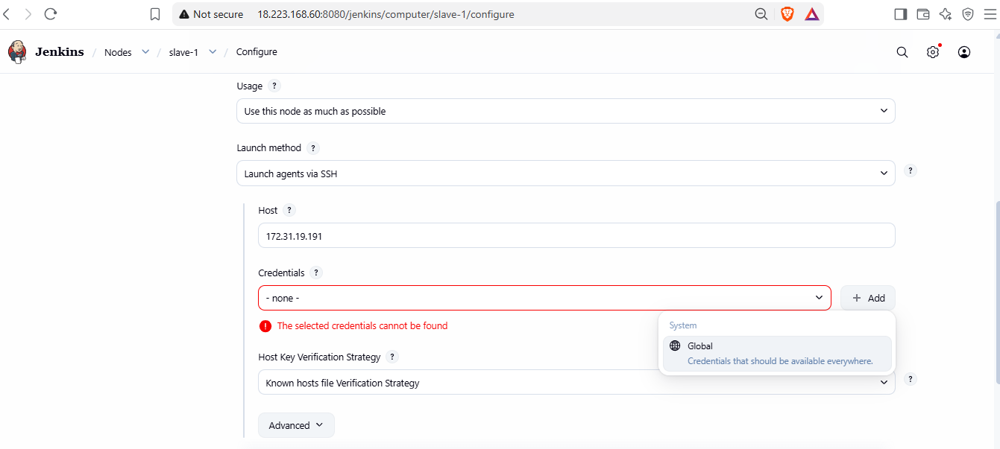 Not secure 18.223.168.60:8080/jenkins/computer/slave-1/configure
Jenkins / Nodes / slave-1 / Configure
Usage ?
Use this node as much as possible
Launch method ?
Launch agents via SSH
?
Host ?
172.31.19.191
Credentials ?
- none -
+ Add
! The selected credentials cannot be found
System
Global
Credentials that should be available everywhere.
Host Key Verification Strategy ?
Known hosts file Verification Strategy
?
Advanced